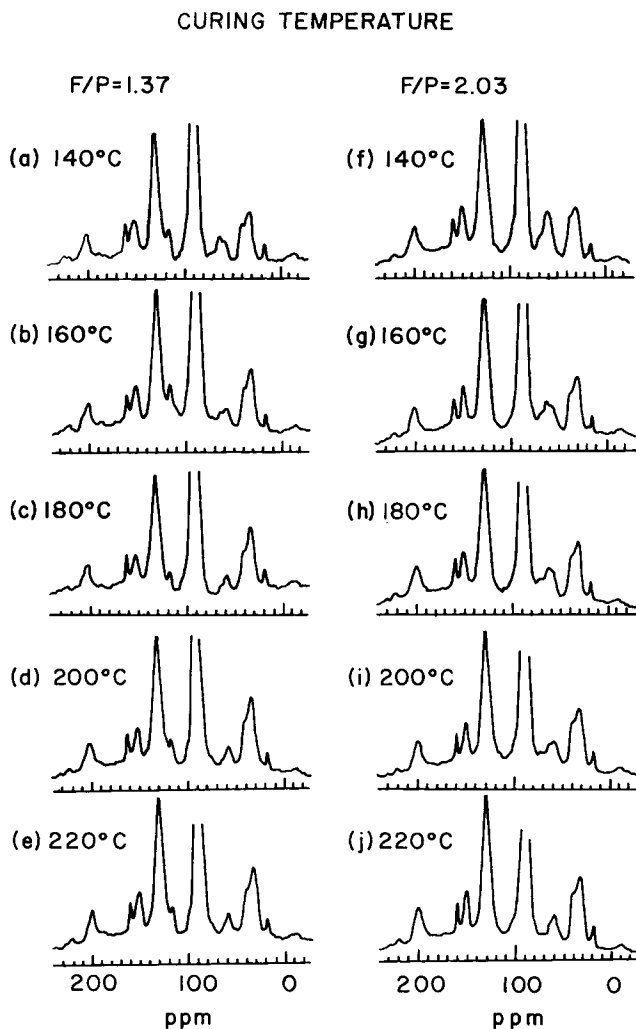 CURING TEMPERATURE
F/P=1.37
F/P=2.03
(a) 140°C
(f) 140°C
(b) 160°C
(g) 160°C
(c) 180°C
(h) 180°C
(d) 200°C
(i) 200°C
(e) 220°C
(j) 220°C
200 100 0
200 100 0
ppm
ppm